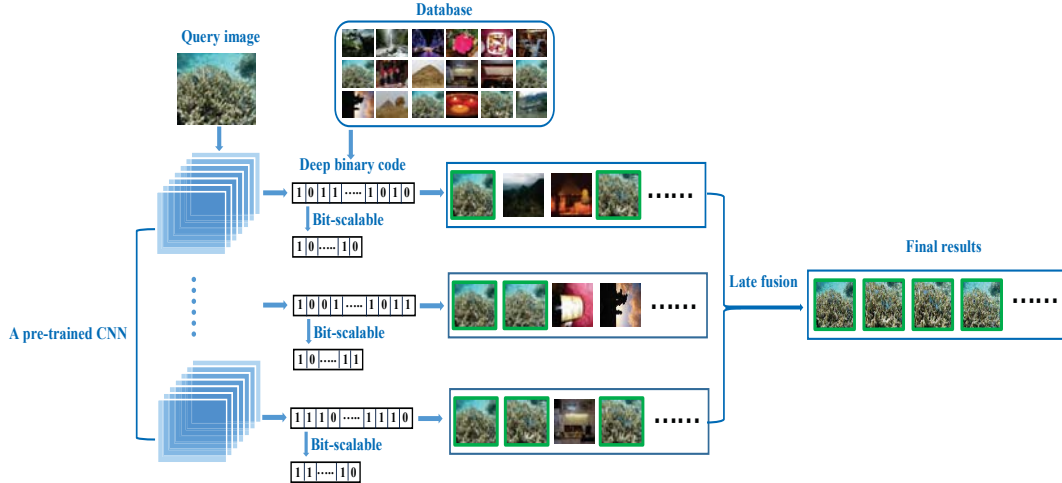 Database
Query image
Deep binary code
1 0 1 1 ..... 1 0 1 0
......
Bit-scalable
1 0 ..... 1 0
Final results
Late fusion
1 0 0 1 ..... 1 0 1 1
......
......
A pre-trained CNN
Bit-scalable
1 0 ..... 1 1
1 1 1 0 ..... 1 1 1 0
......
Bit-scalable
1 1 ..... 1 0